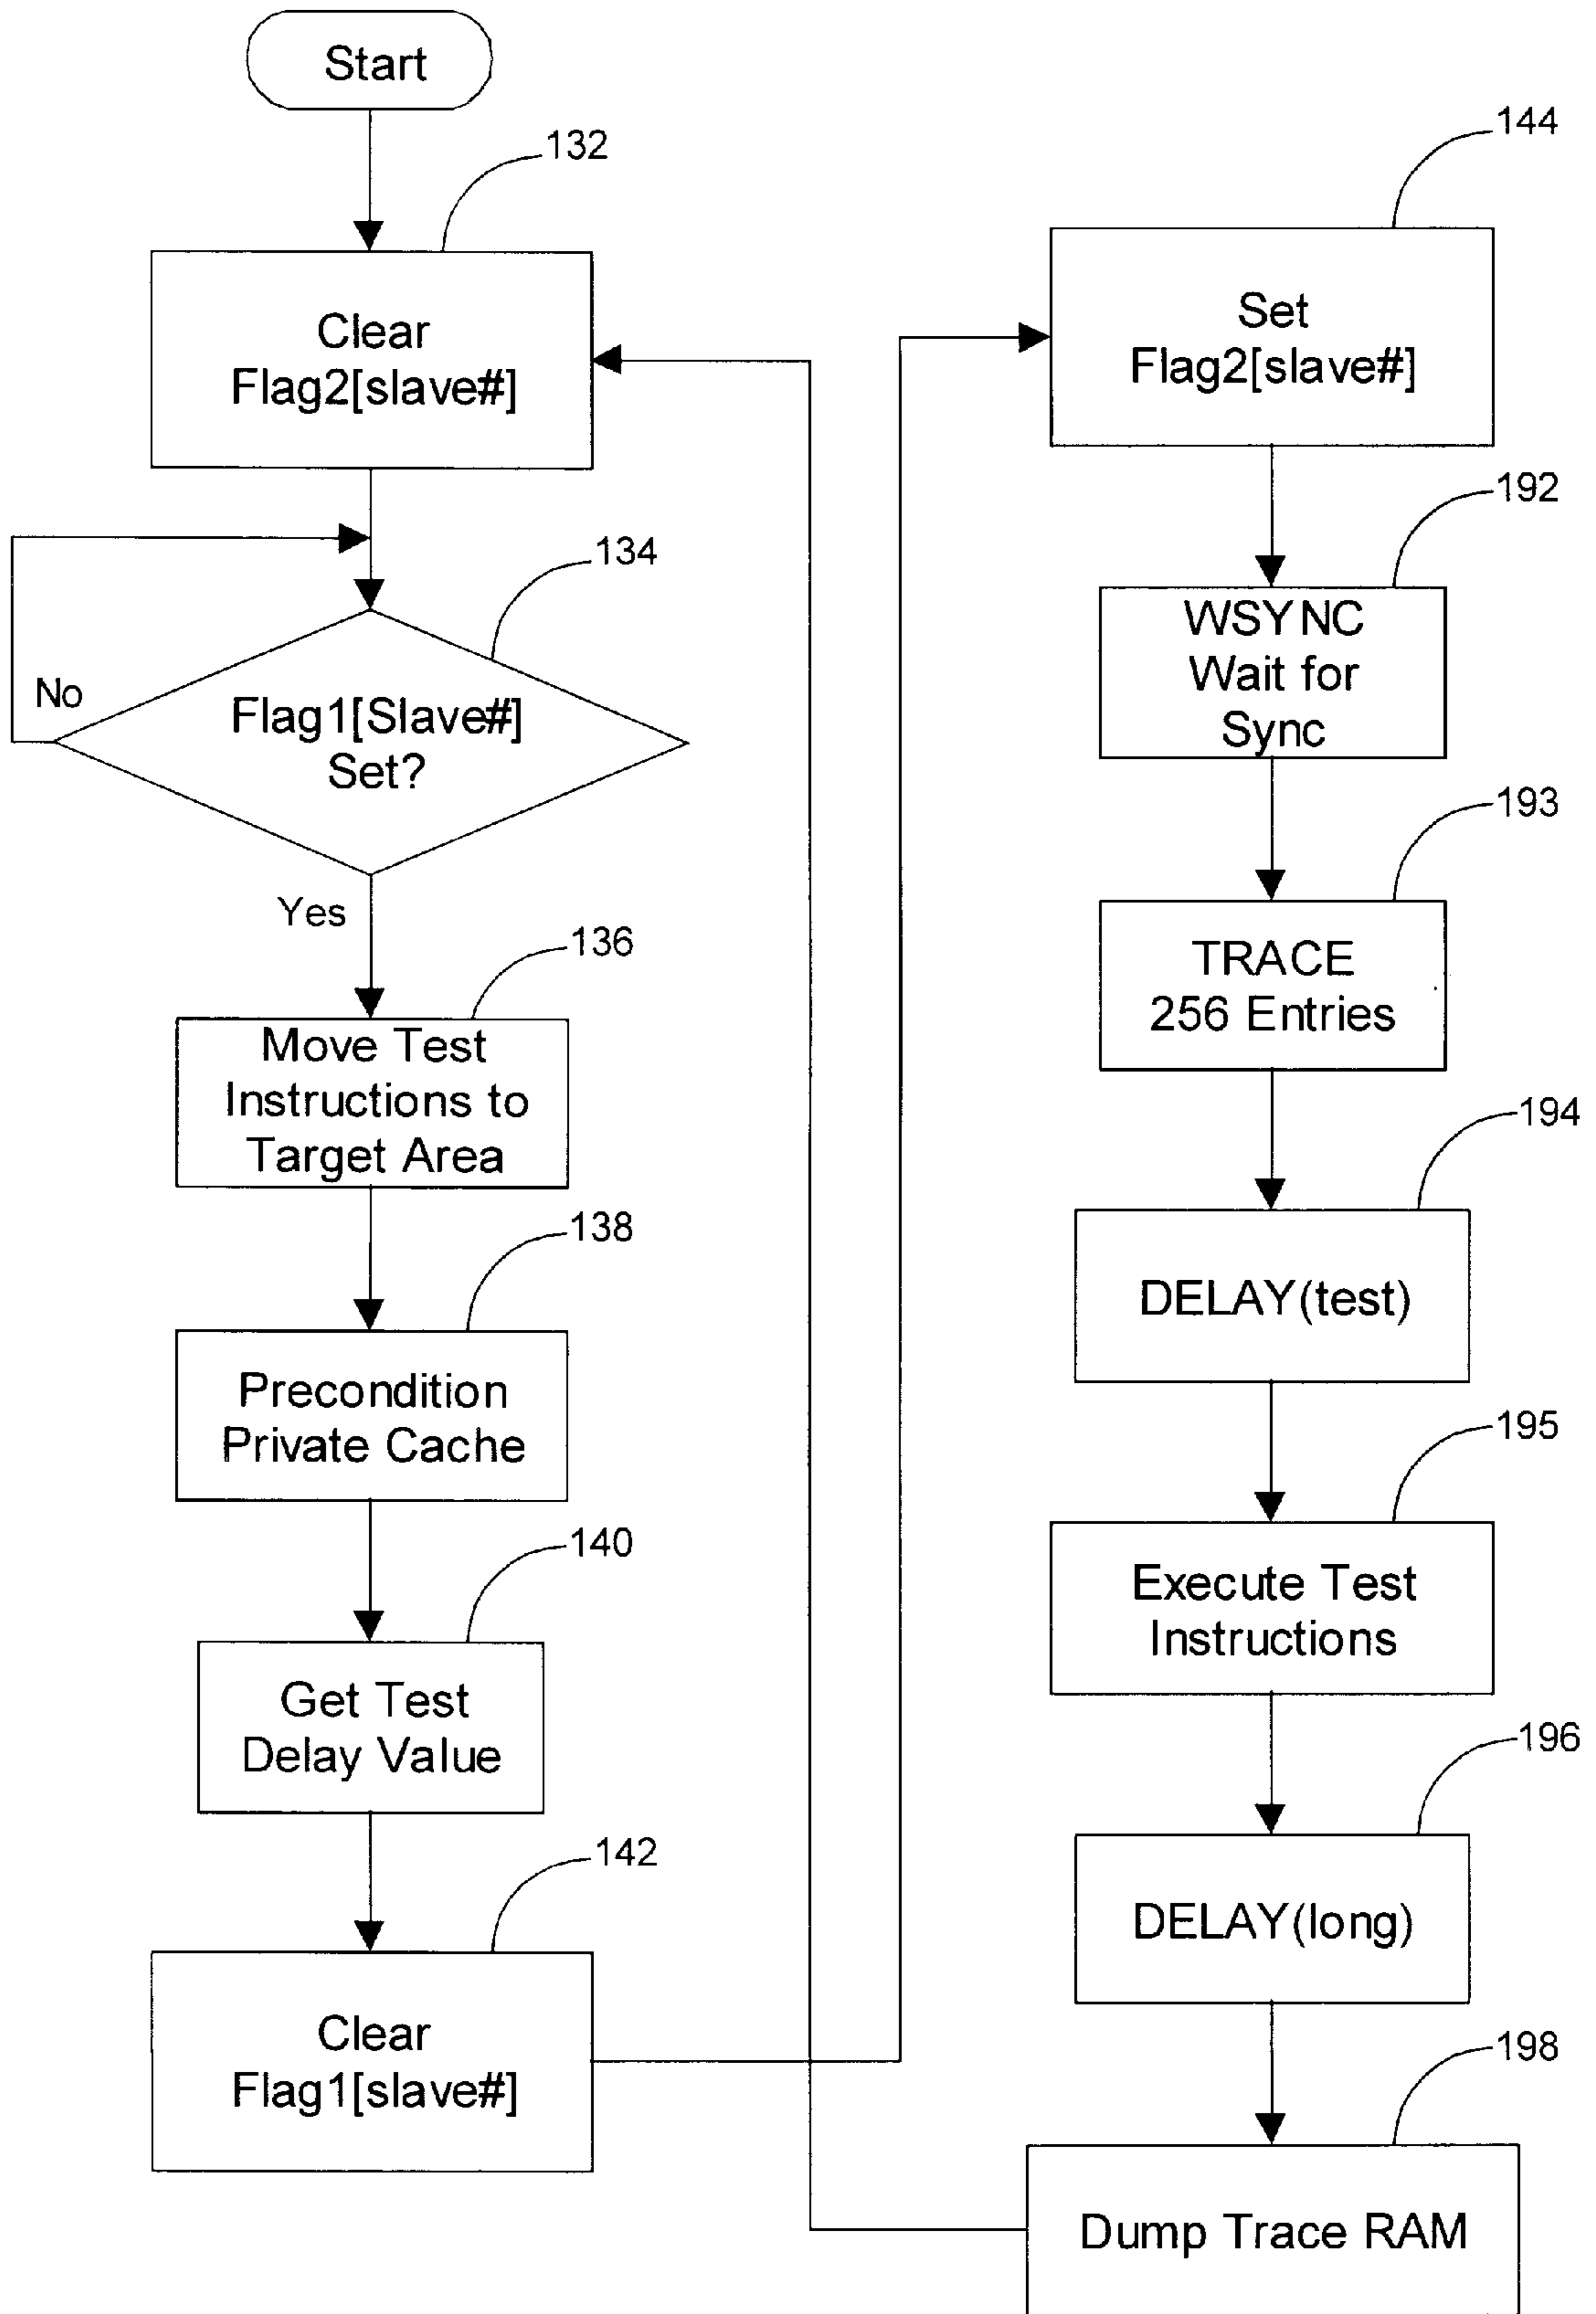 Start
132
Clear
Flag2[slave#]
134
No
Flag1[Slave#]
Set?
Yes
136
Move Test
Instructions to
Target Area
138
Precondition
Private Cache
140
Get Test
Delay Value
142
Clear
Flag1[slave#]
144
Set
Flag2[slave#]
192
WSYNC
Wait for
Sync
193
TRACE
256 Entries
194
DELAY(test)
195
Execute Test
Instructions
196
DELAY(long)
198
Dump Trace RAM